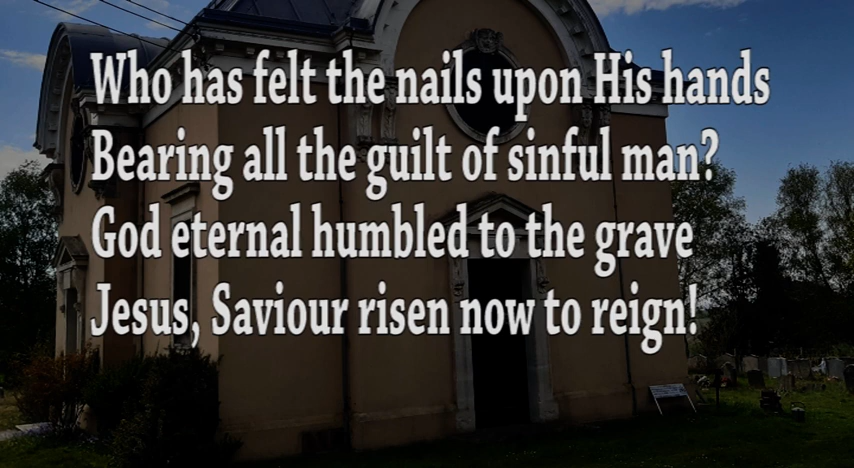 Who has felt the nails upon His hands
Bearing all the guilt of sinful man?
God eternal humbled to the grave
Jesus, Saviour risen now to reign!